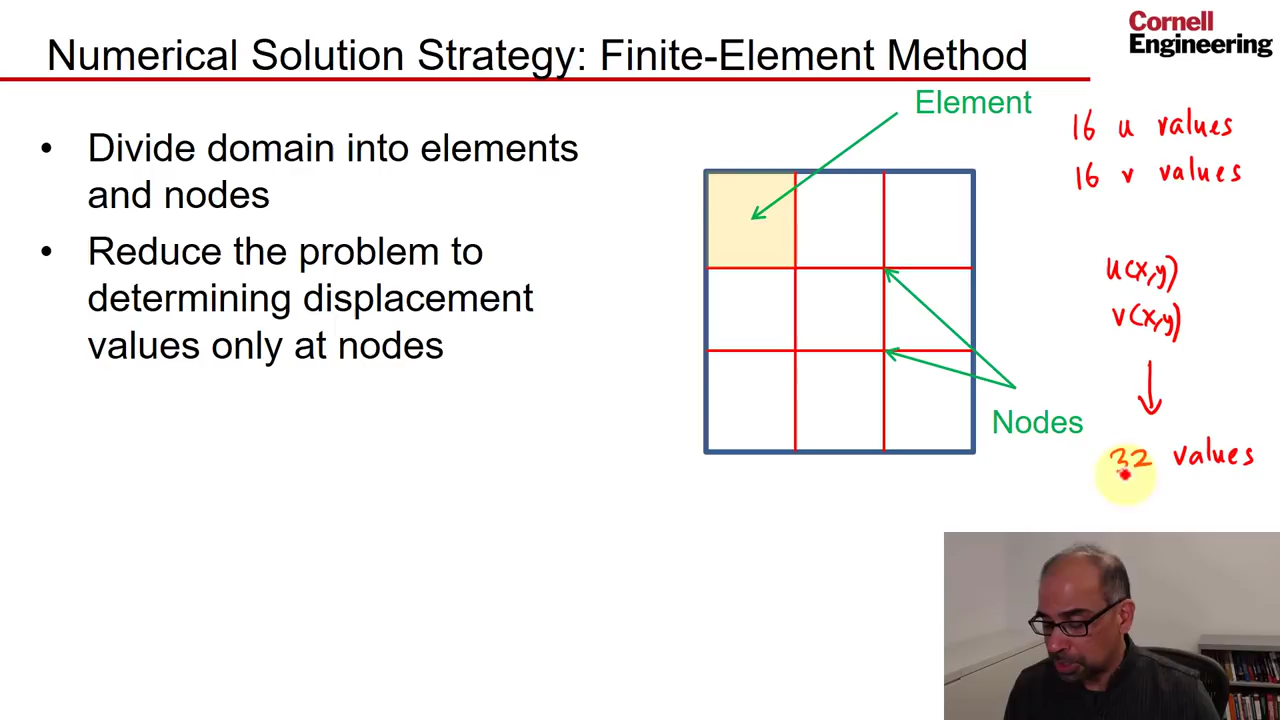 Numerical Solution Strategy: Finite-Element Method
Cornell
Engineering
• Divide domain into elements
and nodes
• Reduce the problem to
determining displacement
values only at nodes
Element
Nodes
16 u values
16 v values
u(x,y)
v(x,y)
32 values